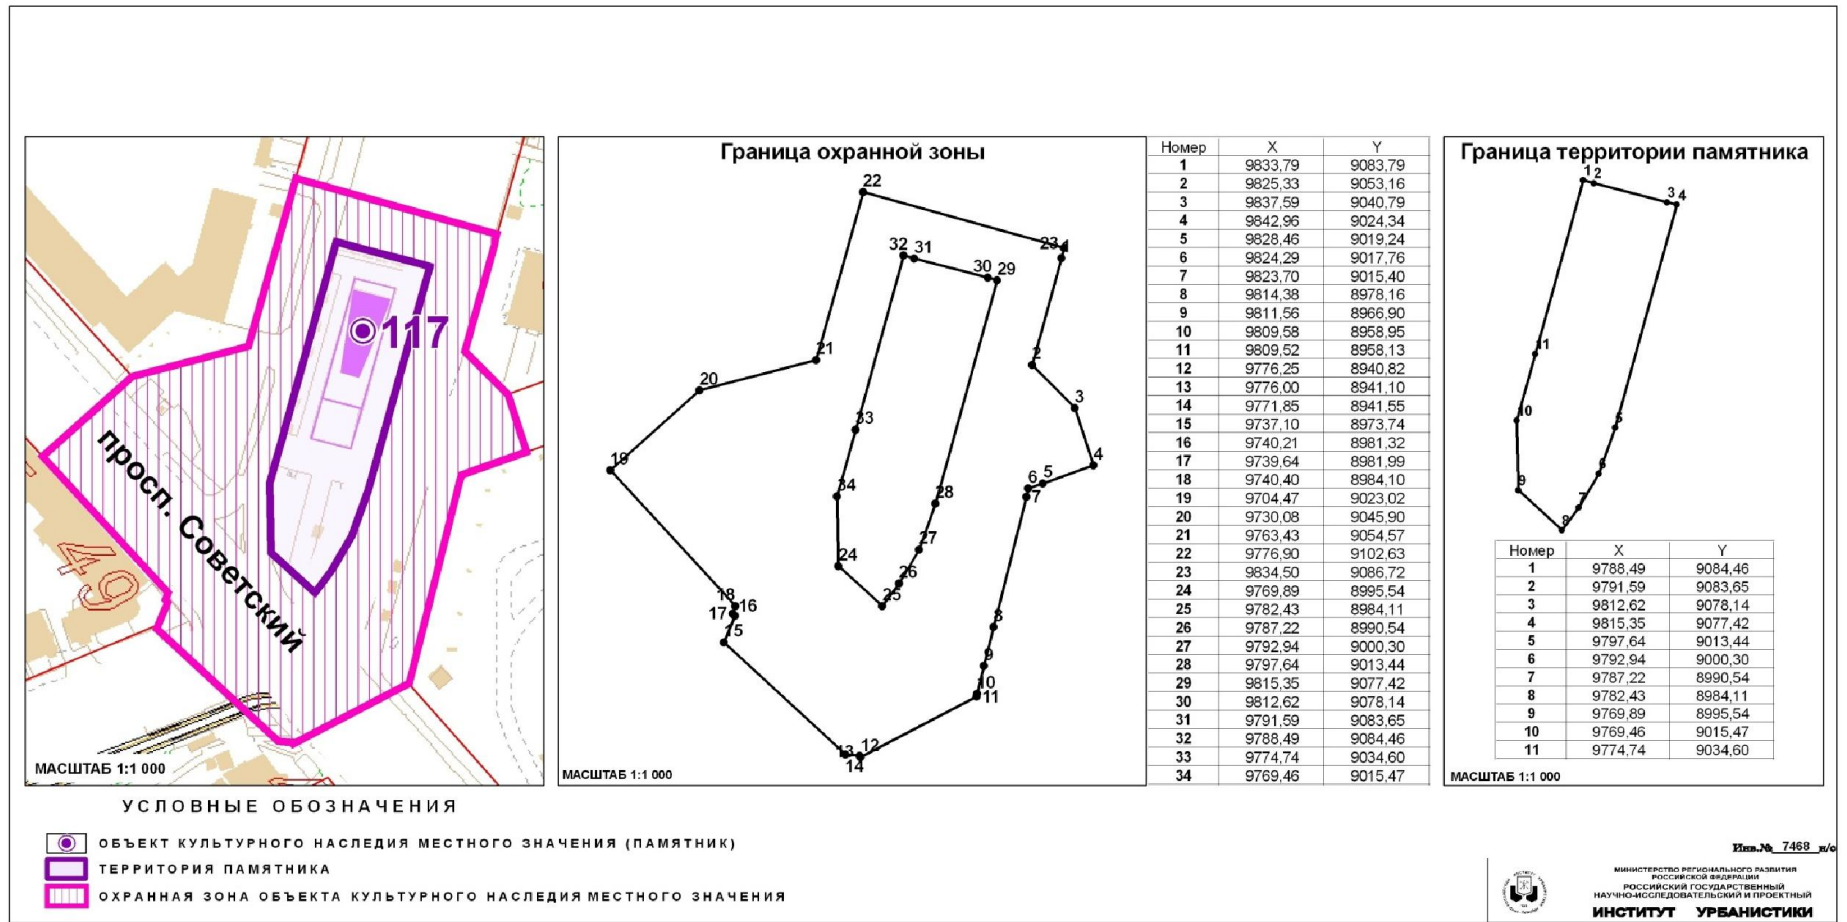 117
просп. Советский
49
МАСШТАБ 1:1 000
Граница охранной зоны
22
23 1
32 31
30 29
21
2
20
3
33
19
4
5
6
7
34
28
27
24
26
25
18
16
17
15
8
9
10
11
12
13
14
МАСШТАБ 1:1 000
Номер X Y
1 9833,79 9083,79
2 9825,33 9053,16
3 9837,59 9040,79
4 9842,96 9024,34
5 9828,46 9019,24
6 9824,29 9017,76
7 9823,70 9015,40
8 9814,38 8978,16
9 9811,56 8966,90
10 9809,58 8958,95
11 9809,52 8958,13
12 9776,25 8940,82
13 9776,00 8941,10
14 9771,85 8941,55
15 9737,10 8973,74
16 9740,21 8981,32
17 9739,64 8981,99
18 9740,40 8984,10
19 9704,47 9023,02
20 9730,08 9045,90
21 9763,43 9054,57
22 9776,90 9102,63
23 9834,50 9086,72
24 9769,89 8995,54
25 9782,43 8984,11
26 9787,22 8990,54
27 9792,94 9000,30
28 9797,64 9013,44
29 9815,35 9077,42
30 9812,62 9078,14
31 9791,59 9083,65
32 9788,49 9084,46
33 9774,74 9034,60
34 9769,46 9015,47
Граница территории памятника
1 2
3 4
11
10
5
6
9
7
8
Номер X Y
1 9788,49 9084,46
2 9791,59 9083,65
3 9812,62 9078,14
4 9815,35 9077,42
5 9797,64 9013,44
6 9792,94 9000,30
7 9787,22 8990,54
8 9782,43 8984,11
9 9769,89 8995,54
10 9769,46 9015,47
11 9774,74 9034,60
МАСШТАБ 1:1 000
УСЛОВНЫЕ ОБОЗНАЧЕНИЯ
ОБЪЕКТ КУЛЬТУРНОГО НАСЛЕДИЯ МЕСТНОГО ЗНАЧЕНИЯ (ПАМЯТНИК)
ТЕРРИТОРИЯ ПАМЯТНИКА
ОХРАННАЯ ЗОНА ОБЪЕКТА КУЛЬТУРНОГО НАСЛЕДИЯ МЕСТНОГО ЗНАЧЕНИЯ
Инв.№ 7468 н/с
МИНИСТЕРСТВО РЕГИОНАЛЬНОГО РАЗВИТИЯ
РОССИЙСКОЙ ФЕДЕРАЦИИ
РОССИЙСКИЙ ГОСУДАРСТВЕННЫЙ
НАУЧНО-ИССЛЕДОВАТЕЛЬСКИЙ И ПРОЕКТНЫЙ
ИНСТИТУТ УРБАНИСТИКИ